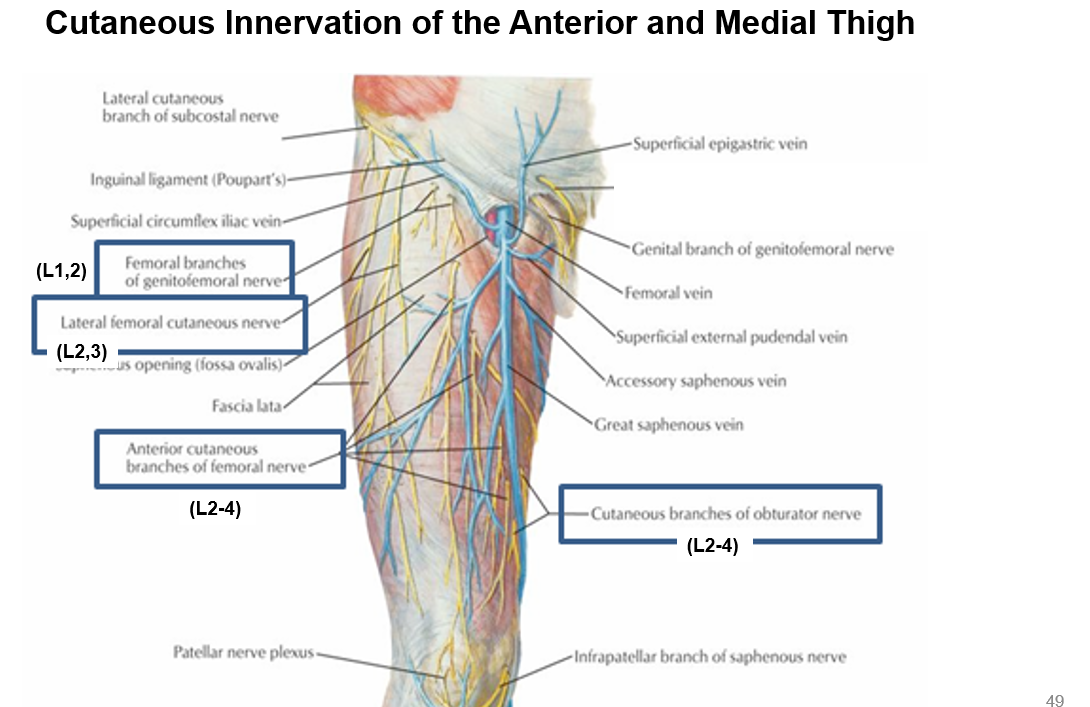 Cutaneous Innervation of the Anterior and Medial Thigh
Lateral cutaneous
branch of subcostal nerve
Superficial epigastric vein
Inguinal ligament (Poupart's)
Superficial circumflex iliac vein
(L1,2)
Femoral branches
of genitofemoral nerve
Genital branch of genitofemoral nerve
Femoral vein
Lateral femoral cutaneous nerve
(L2,3)
Superficial external pudendal vein
opening (fossa ovalis)
Accessory saphenous vein
Fascia lata
Great saphenous vein
Anterior cutaneous
branches of femoral nerve
(L2-4)
Cutaneous branches of obturator nerve
(L2-4)
Patellar nerve plexus
Infrapatellar branch of saphenous nerve
49